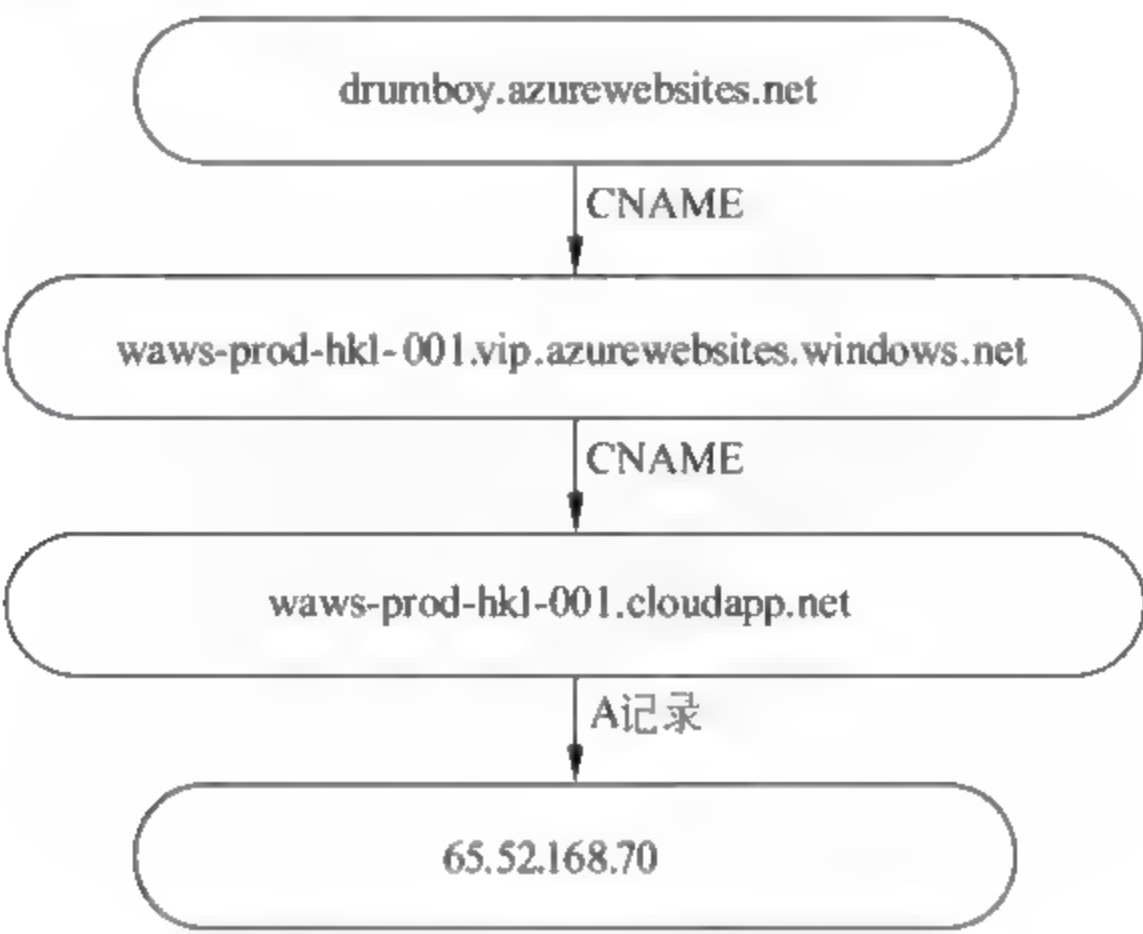 drumboy.azurewebsites.net
CNAME
waws-prod-hk1-001.vip.azurewebsites.windows.net
CNAME
waws-prod-hk1-001.cloudapp.net
A记录
65.52.168.70